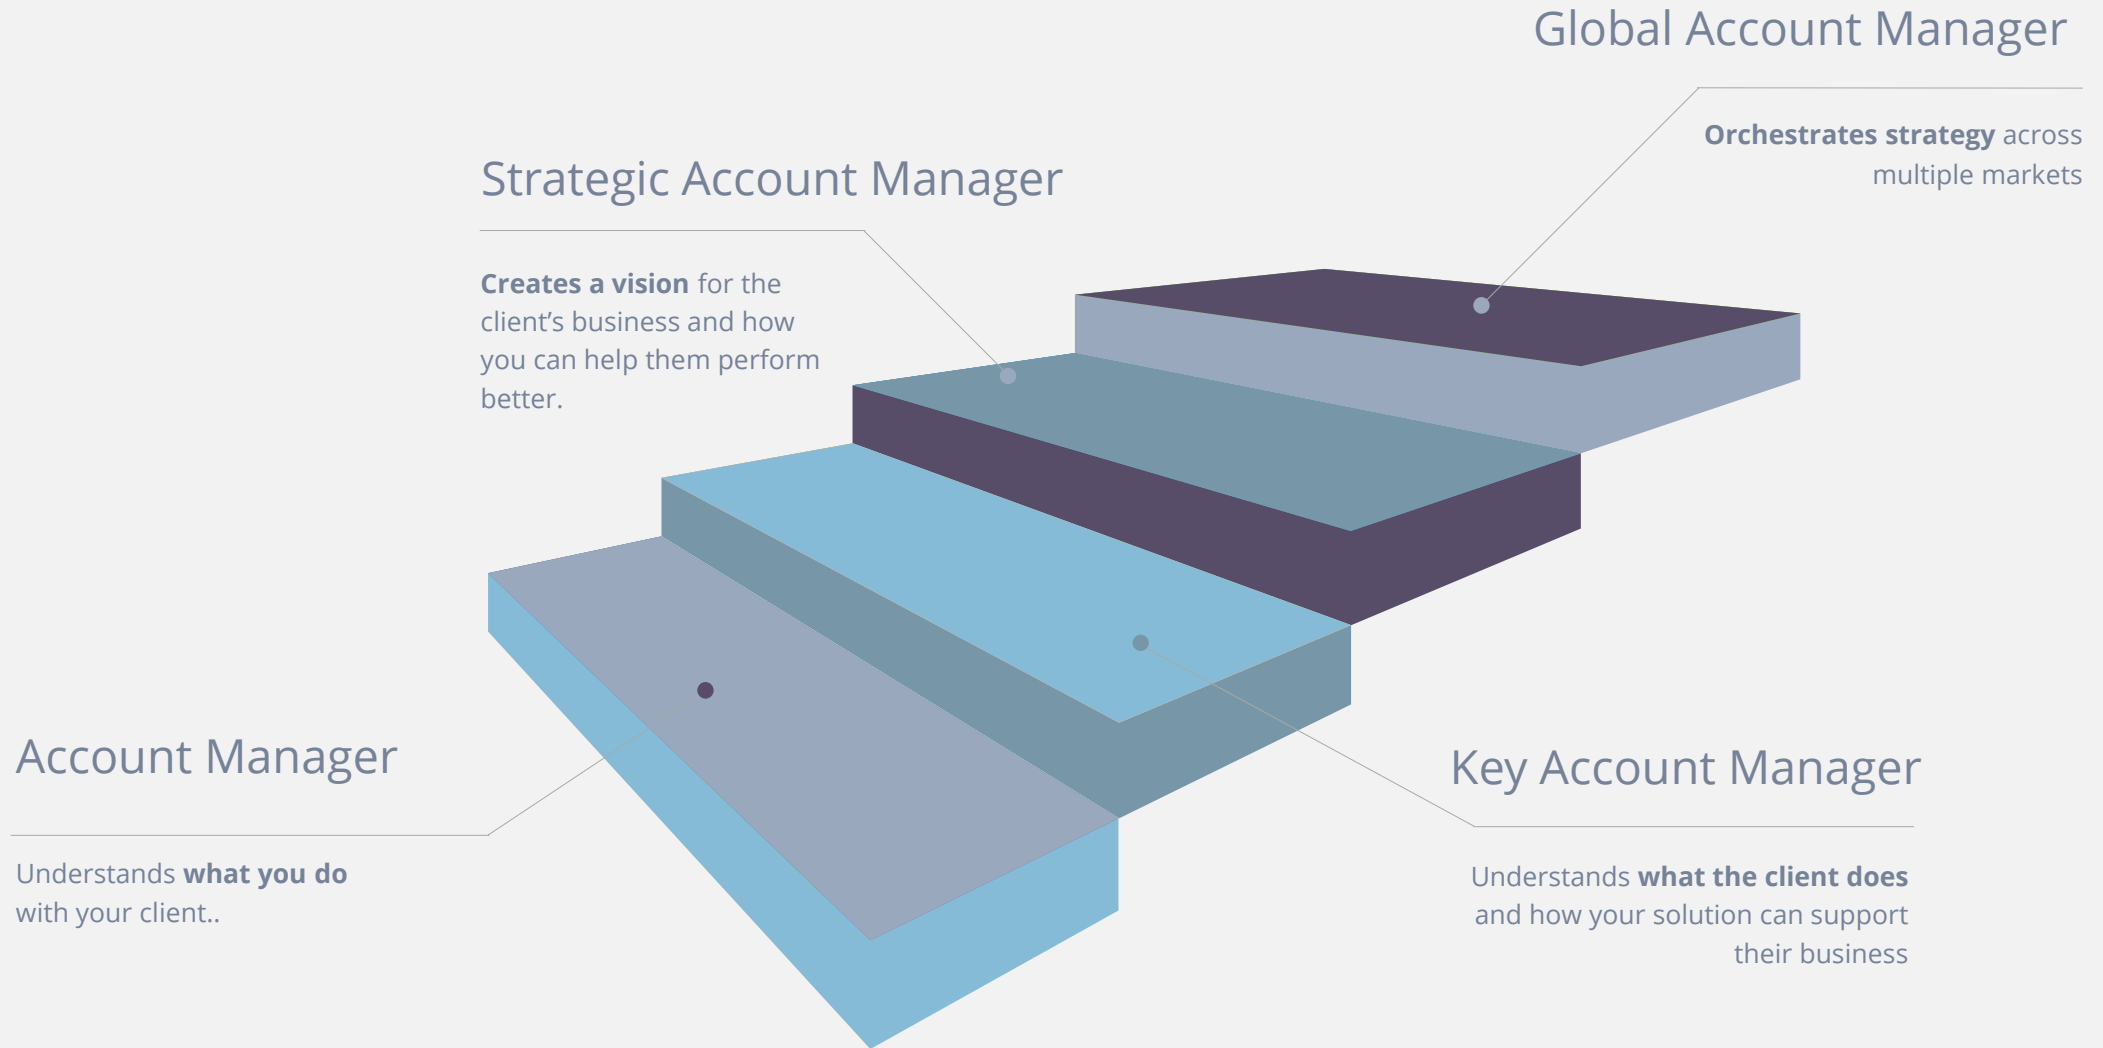 Global Account Manager
Orchestrates strategy across
multiple markets
Strategic Account Manager
Creates a vision for the
client’s business and how
you can help them perform
better.
Account Manager
Understands what you do
with your client..
Key Account Manager
Understands what the client does
and how your solution can support
their business